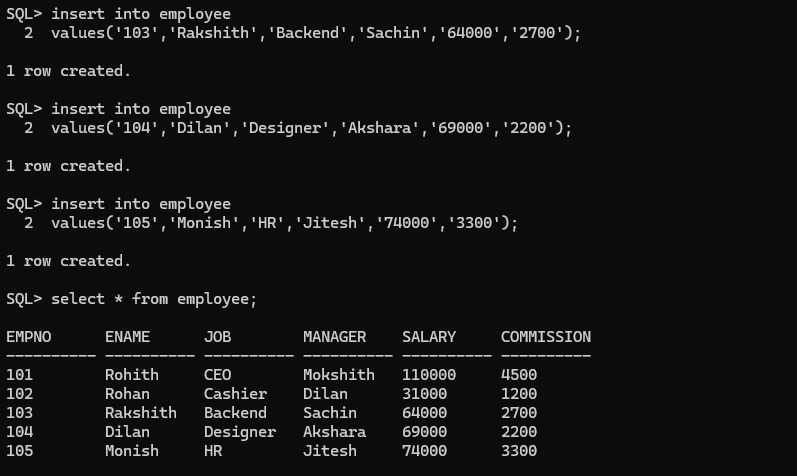 SQL> insert into employee
  2  values('103','Rakshith','Backend','Sachin','64000','2700');
1 row created.
SQL> insert into employee
  2  values('104','Dilan','Designer','Akshara','69000','2200');
1 row created.
SQL> insert into employee
  2  values('105','Monish','HR','Jitesh','74000','3300');
1 row created.
SQL> select * from employee;
EMPNO      ENAME      JOB        MANAGER    SALARY     COMMISSION
---------- ---------- ---------- ---------- ---------- ----------
101        Rohith     CEO        Mokshith   110000     4500
102        Rohan      Cashier    Dilan      31000      1200
103        Rakshith   Backend    Sachin     64000      2700
104        Dilan      Designer   Akshara    69000      2200
105        Monish     HR         Jitesh     74000      3300